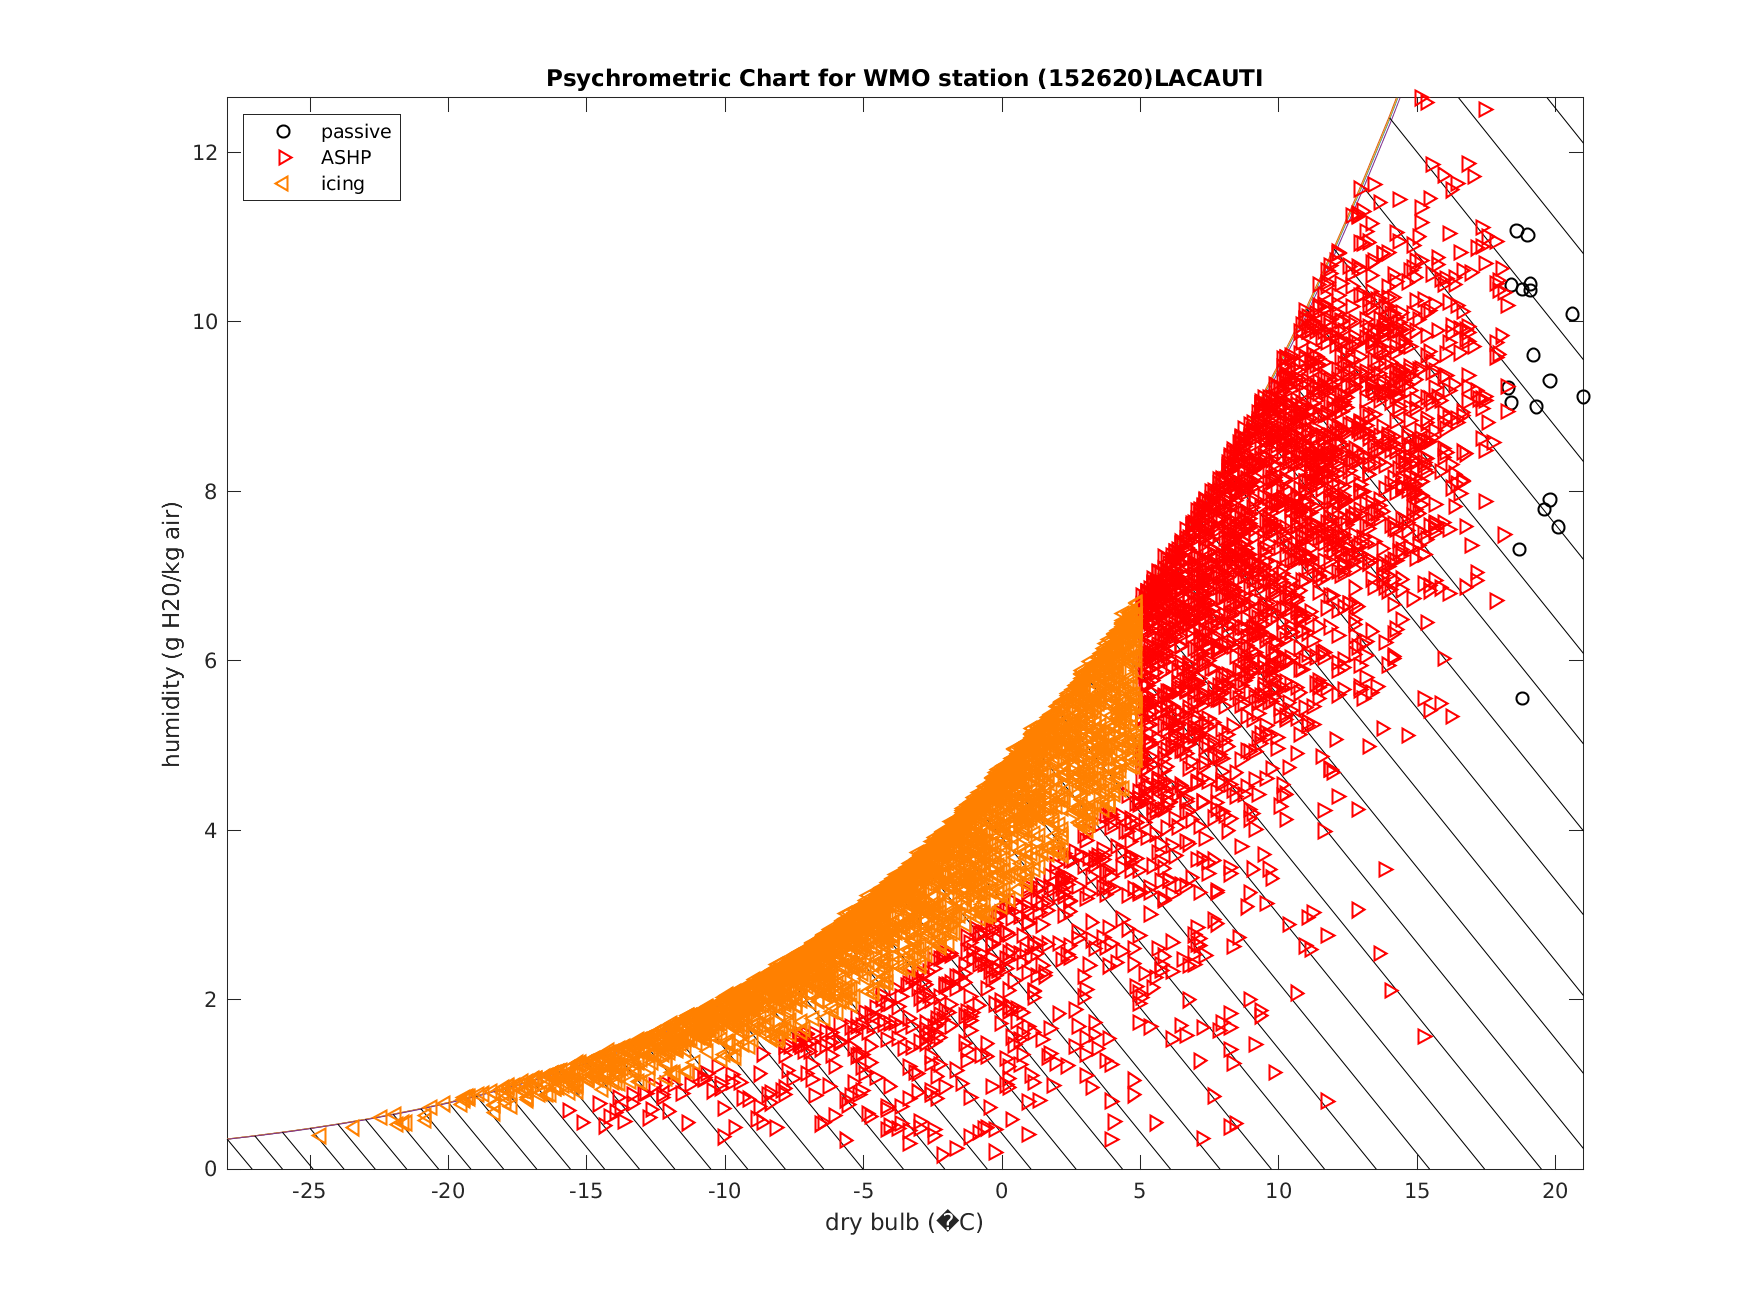 Psychrometric Chart for WMO station (152620)LACAUTI
passive
ASHP
icing
humidity (g H20/kg air)
12
10
8
6
4
2
0
-25 -20 -15 -10 -5 0 5 10 15 20
dry bulb (�C)